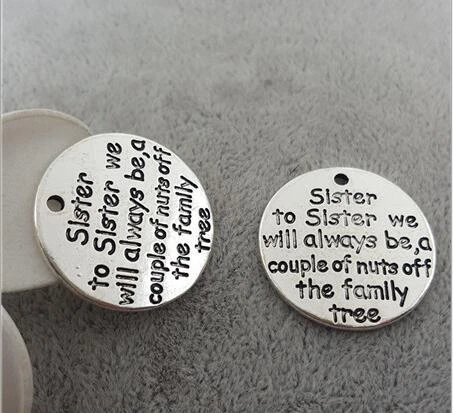 Sister
to Sister we
will always be,a
couple of nuts off
the family
tree
Sister
to Sister we
will always be,a
couple of nuts off
the family
tree